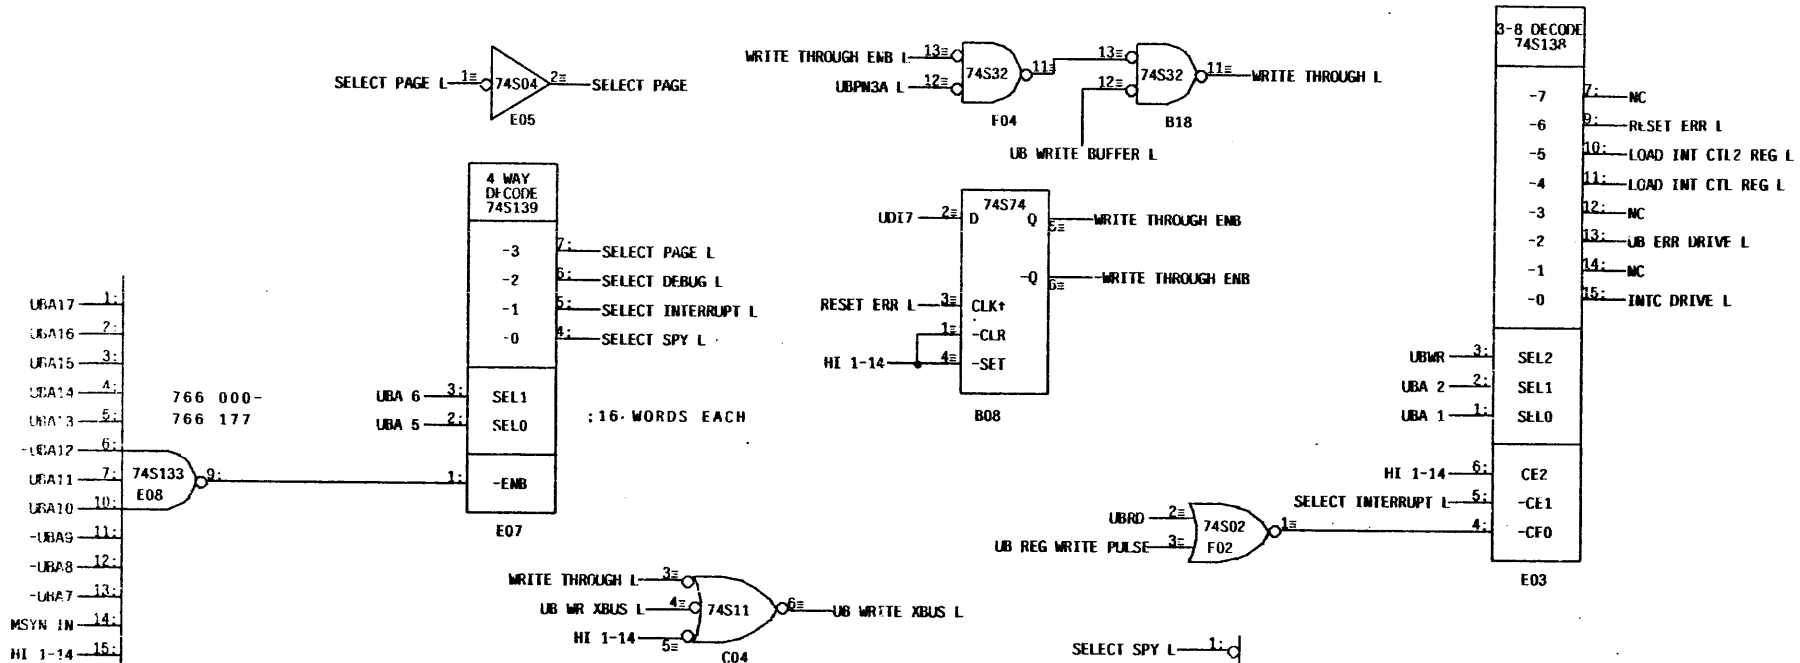 SELECT PAGE L 1 74S04 2 SELECT PAGE
E05
WRITE THROUGH ENB L 13
UBPN3A L 12
74S32 11
F04
13
12
74S32 11 WRITE THROUGH L
B18
UB WRITE BUFFER L
3-8 DECODE
74S138
-7 7: NC
-6 9: RESET ERR L
-5 10: LOAD INT CTL2 REG L
-4 11: LOAD INT CTL REG L
-3 12: NC
-2 13: UB ERR DRIVE L
-1 14: NC
-0 15: INTC DRIVE L
UBWR 3: SEL2
UBA 2 2: SEL1
UBA 1 1: SEL0
HI 1-14 6: CE2
SELECT INTERRUPT L 5: -CE1
4: -CE0
E03
4 WAY
DECODE
74S139
-3 7: SELECT PAGE L
-2 6: SELECT DEBUG L
-1 5: SELECT INTERRUPT L
-0 4: SELECT SPY L
UBA 6 3: SEL1
UBA 5 2: SEL0
1: -ENB
E07
;16. WORDS EACH
74S74
UDI7 2 D Q WRITE THROUGH ENB
-Q 6 -WRITE THROUGH ENB
RESET ERR L 3 CLK↑
1 -CLR
HI 1-14 4 -SET
B08
UBA17 1:
UBA16 2:
UBA15 3:
UBA14 4:
UBA13 5:
-UBA12 6:
UBA11 7:
UBA10 10:
-UBA9 11:
-UBA8 12:
-UBA7 13:
MSYN IN 14:
HI 1-14 15:
766 000-
766 177
74S133 9:
E08
UBRD 2
UB REG WRITE PULSE 3
74S02 1
F02
WRITE THROUGH L 3
UB WR XBUS L 4
HI 1-14 5
74S11 6 UB WRITE XBUS L
C04
SELECT SPY L 1: